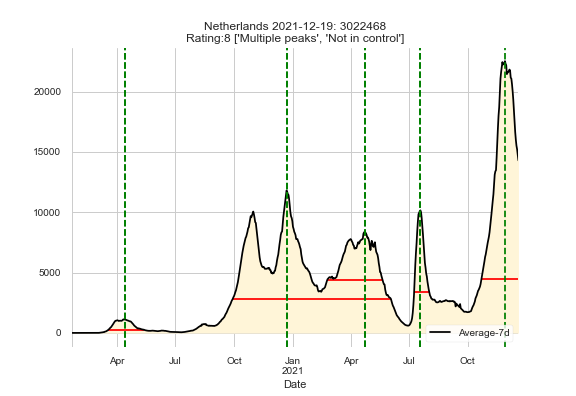 Netherlands 2021-12-19: 3022468
Rating:8 ['Multiple peaks', 'Not in control']
20000
15000
10000
5000
0
Average-7d
Apr Jul Oct Jan Apr Jul Oct
2021
Date